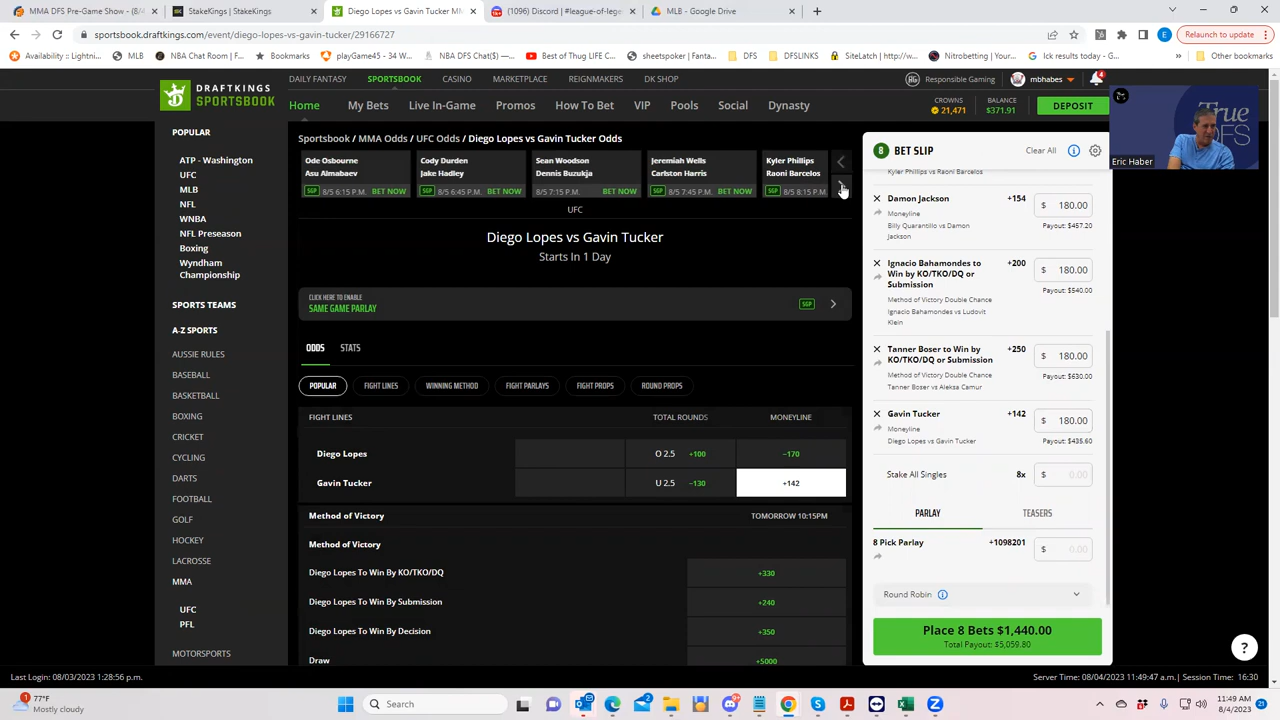 MMA DFS Pre-Game Show - (8/4
StakeKings | StakeKings
Diego Lopes vs Gavin Tucker MM
(1096) Discord | #league-of-leg
MLB - Google Drive
sportsbook.draftkings.com/event/diego-lopes-vs-gavin-tucker/29166727
Relaunch to update
Availability :: Lightni...
MLB
NBA Chat Room |
Bookmarks
playGame45 - 34 W...
NBA DFS Chat($) —...
Best cdg thug LIFE C...
sheetspoker - Twitch
DFS
DFSLINKS
SiteLatch | http://w...
Nitrobetting | Your...
lck results today - G...
Other bookmarks
DAILY FANTASY
SPORTSBOOK
CASINO
MARKETPLACE
REIGNMAKERS
DK SHOP
Responsible Gaming
mbhabes
4
DRAFTKINGS
SPORTSBOOK
Home
My Bets
Live In-Game
Promos
How To Bet
VIP
Pools
Social
Dynasty
CROWNS
21,471
BALANCE
$371.91
DEPOSIT
True
DFS
Eric Haber
POPULAR
ATP - Washington
UFC
MLB
NFL
WNBA
NFL Preseason
Boxing
Wyndham
Championship
SPORTS TEAMS
A-Z SPORTS
AUSSIE RULES
BASEBALL
BASKETBALL
BOXING
CRICKET
CYCLING
DARTS
FOOTBALL
GOLF
HOCKEY
LACROSSE
MMA
UFC
PFL
MOTORSPORTS
Sportsbook / MMA Odds / UFC Odds / Diego Lopes vs Gavin Tucker Odds
Ode Osbourne
Asu Almabaev
SGP 8/5 6:15 PM BET NOW
Cody Durden
Jake Hadley
SGP 8/5 6:45 PM BET NOW
Sean Woodson
Dennis Buzukja
8/5 7:15 PM BET NOW
Jeremiah Wells
Carlston Harris
SGP 8/5 7:45 PM BET NOW
Kyler Phillips
Raoni Barcelos
SGP 8/5 8:15 P.M
UFC
Diego Lopes vs Gavin Tucker
Starts In 1 Day
CLICK HERE TO ENABLE
SAME GAME PARLAY
SGP
ODDS
STATS
POPULAR
FIGHT LINES
WINNING METHOD
FIGHT PARLAYS
FIGHT PROPS
ROUND PROPS
FIGHT LINES
TOTAL ROUNDS
MONEYLINE
Diego Lopes
O 2.5 +100
−170
Gavin Tucker
U 2.5 −130
+142
Method of Victory
TOMORROW 10:15PM
Method of Victory
Diego Lopes To Win By KO/TKO/DQ
+330
Diego Lopes To Win By Submission
+240
Diego Lopes To Win By Decision
+350
Draw
+5000
8 BET SLIP
Clear All
Kyler Phillips vs Raoni Barcelos
Damon Jackson
+154
$ 180.00
Moneyline
Payout: $457.20
Billy Quarantillo vs Damon
Jackson
Ignacio Bahamondes to
Win by KO/TKO/DQ or
Submission
+200
$ 180.00
Payout: $540.00
Method of Victory Double Chance
Ignacio Bahamondes vs Ludovit
Klein
Tanner Boser to Win by
KO/TKO/DQ or Submission
+250
$ 180.00
Payout: $630.00
Method of Victory Double Chance
Tanner Boser vs Aleksa Camur
Gavin Tucker
+142
$ 180.00
Moneyline
Payout: $435.60
Diego Lopes vs Gavin Tucker
Stake All Singles
8x
$ 0.00
PARLAY
TEASERS
8 Pick Parlay
+1098201
$ 0.00
Round Robin
Place 8 Bets $1,440.00
Total Payout: $5,059.80
?
Last Login: 08/03/2023 1:28:56 p.m.
Server Time: 08/04/2023 11:49:47 a.m.| Session Time: 16:30
77°F
Mostly cloudy
Search
11:49 AM
8/4/2023
21